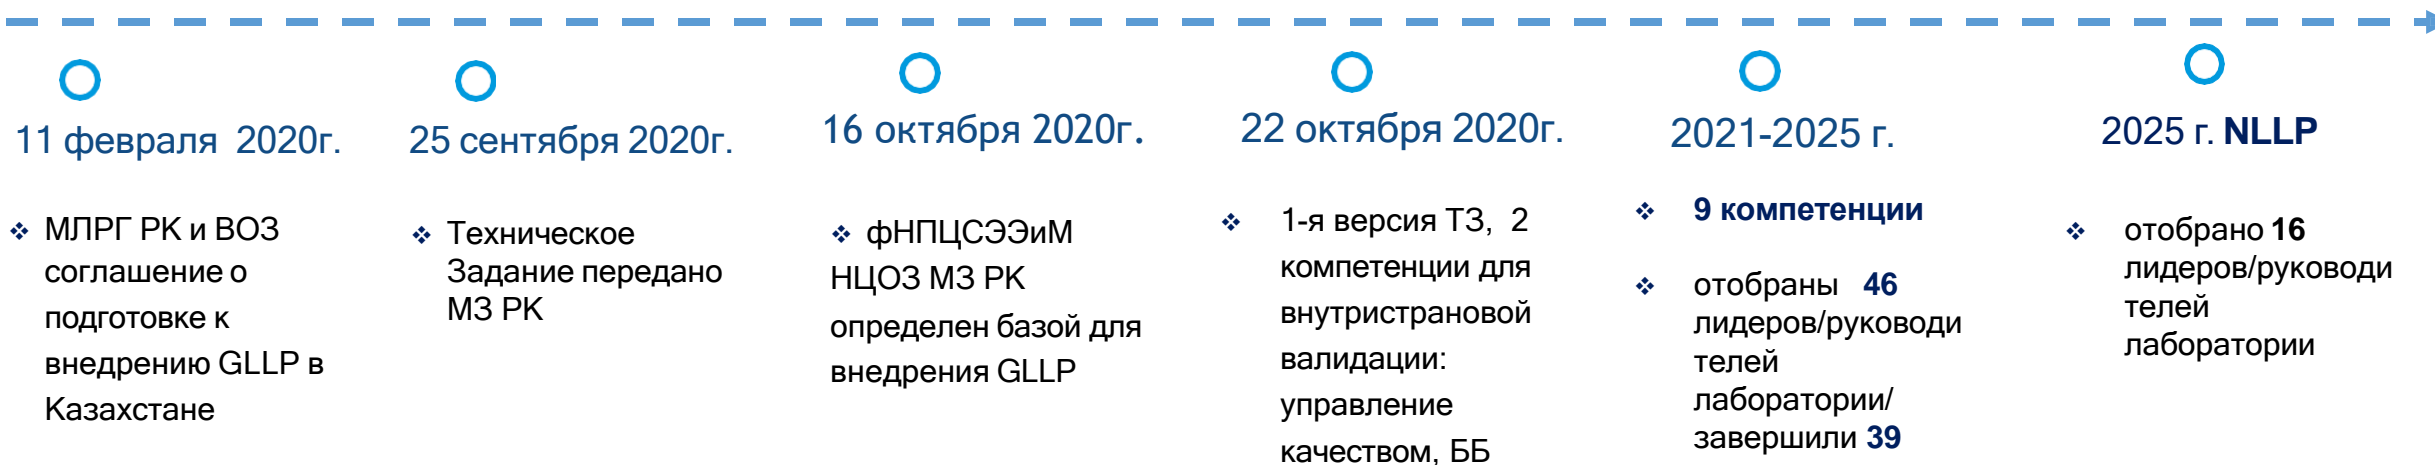 11 февраля 2020г.
❖ МЛРГ РК и ВОЗ
соглашение о
подготовке к
внедрению GLLP в
Казахстане
25 сентября 2020г.
❖ Техническое
Задание передано
МЗ РК
16 октября 2020г.
❖ фНПЦСЭЭиМ
НЦОЗ МЗ РК
определен базой для
внедрения GLLP
22 октября 2020г.
❖ 1-я версия ТЗ, 2
компетенции для
внутристрановой
валидации:
управление
качеством, ББ
2021-2025 г.
❖ 9 компетенции
❖ отобраны 46
лидеров/руководи
телей
лаборатории/
завершили 39
2025 г. NLLP
❖ отобрано 16
лидеров/руководи
телей
лаборатории